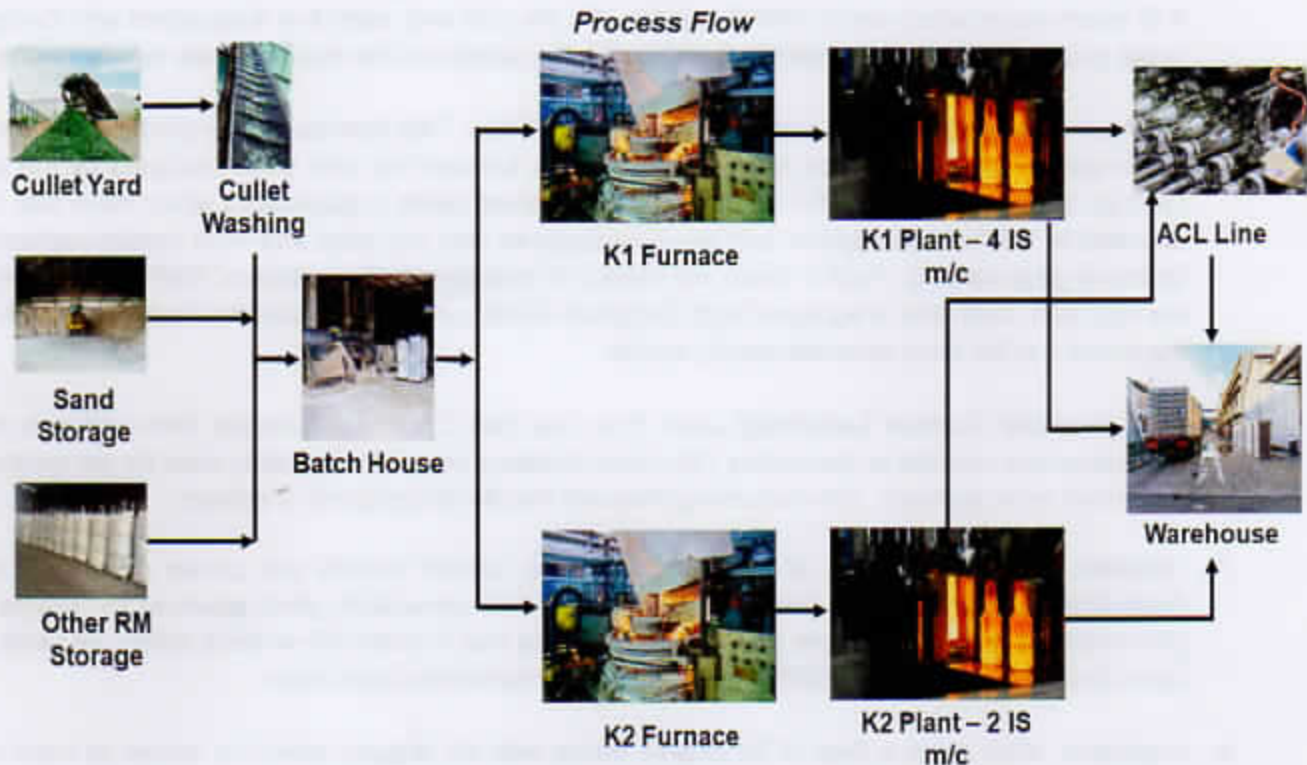 Process Flow
Cullet Yard
Cullet
Washing
Sand
Storage
Other RM
Storage
Batch House
K1 Furnace
K1 Plant – 4 IS
m/c
ACL Line
Warehouse
K2 Furnace
K2 Plant – 2 IS
m/c